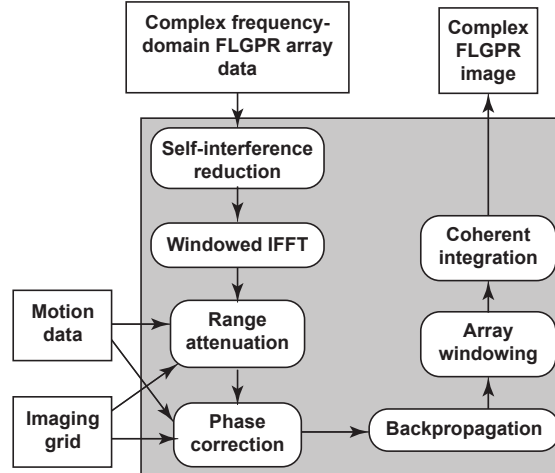 Complex frequency-
domain FLGPR array
data
Complex
FLGPR
image
Self-interference
reduction
Windowed IFFT
Coherent
integration
Motion
data
Range
attenuation
Array
windowing
Imaging
grid
Phase
correction
Backpropagation